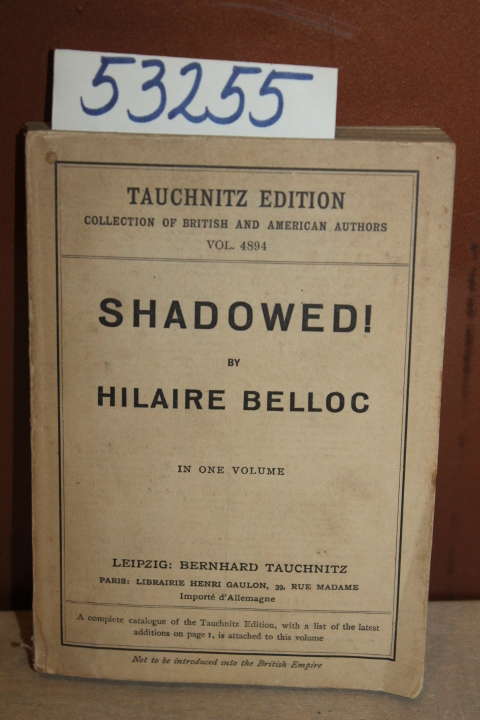 53255
TAUCHNITZ EDITION
COLLECTION OF BRITISH AND AMERICAN AUTHORS
VOL. 4894
SHADOWED!
BY
HILAIRE BELLOC
IN ONE VOLUME
LEIPZIG: BERNHARD TAUCHNITZ
PARIS: LIBRAIRIE HENRI GAULON, 39, RUE MADAME
Importé d'Allemagne
A complete catalogue of the Tauchnitz Edition, with a list of the latest
additions on page 1, is attached to this volume
Not to be introduced into the British Empire